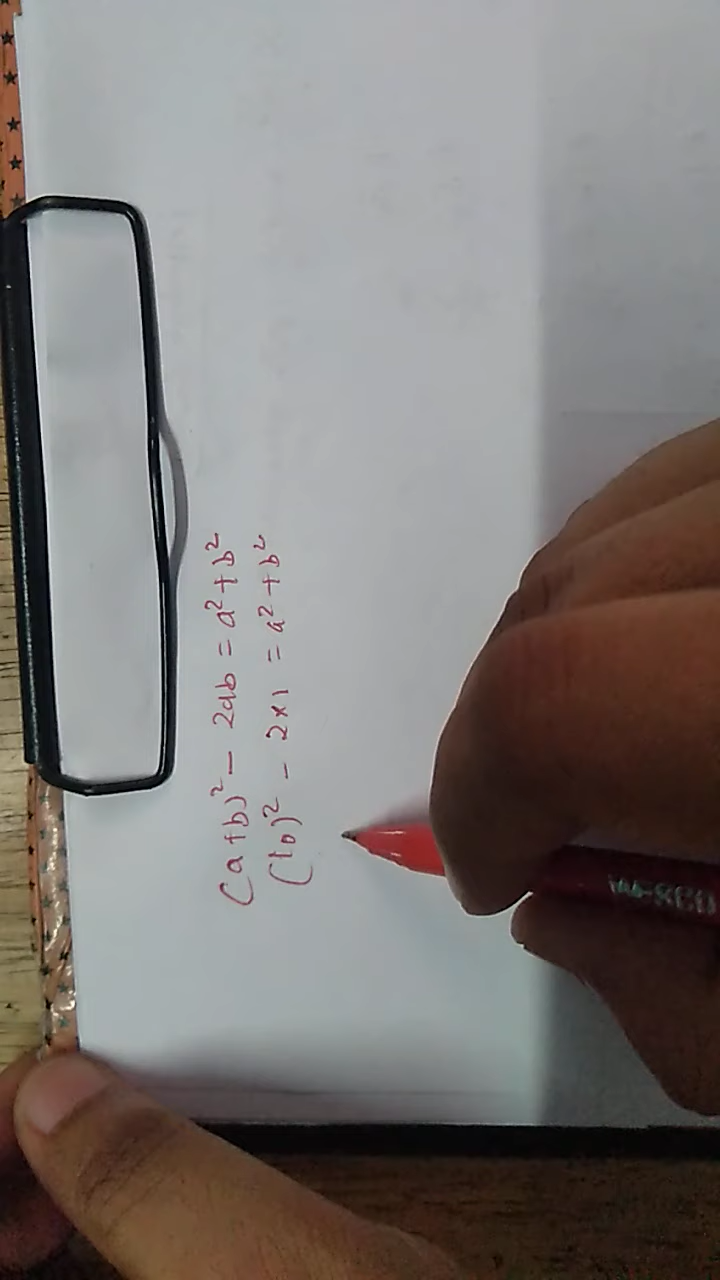 (a+b)² - 2ab = a²+b²
(10)² - 2×1 = a²+b²